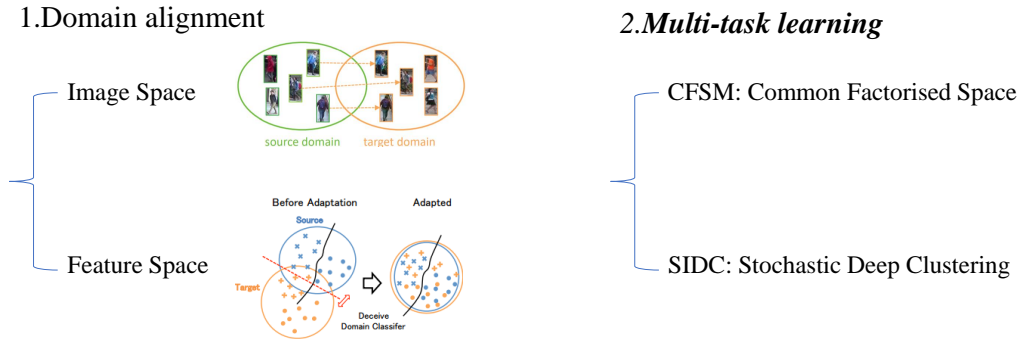 1.Domain alignment
Image Space
source domain
target domain
Before Adaptation
Adapted
Source
Feature Space
Target
Deceive
Domain Classifer
2.Multi-task learning
CFSM: Common Factorised Space
SIDC: Stochastic Deep Clustering